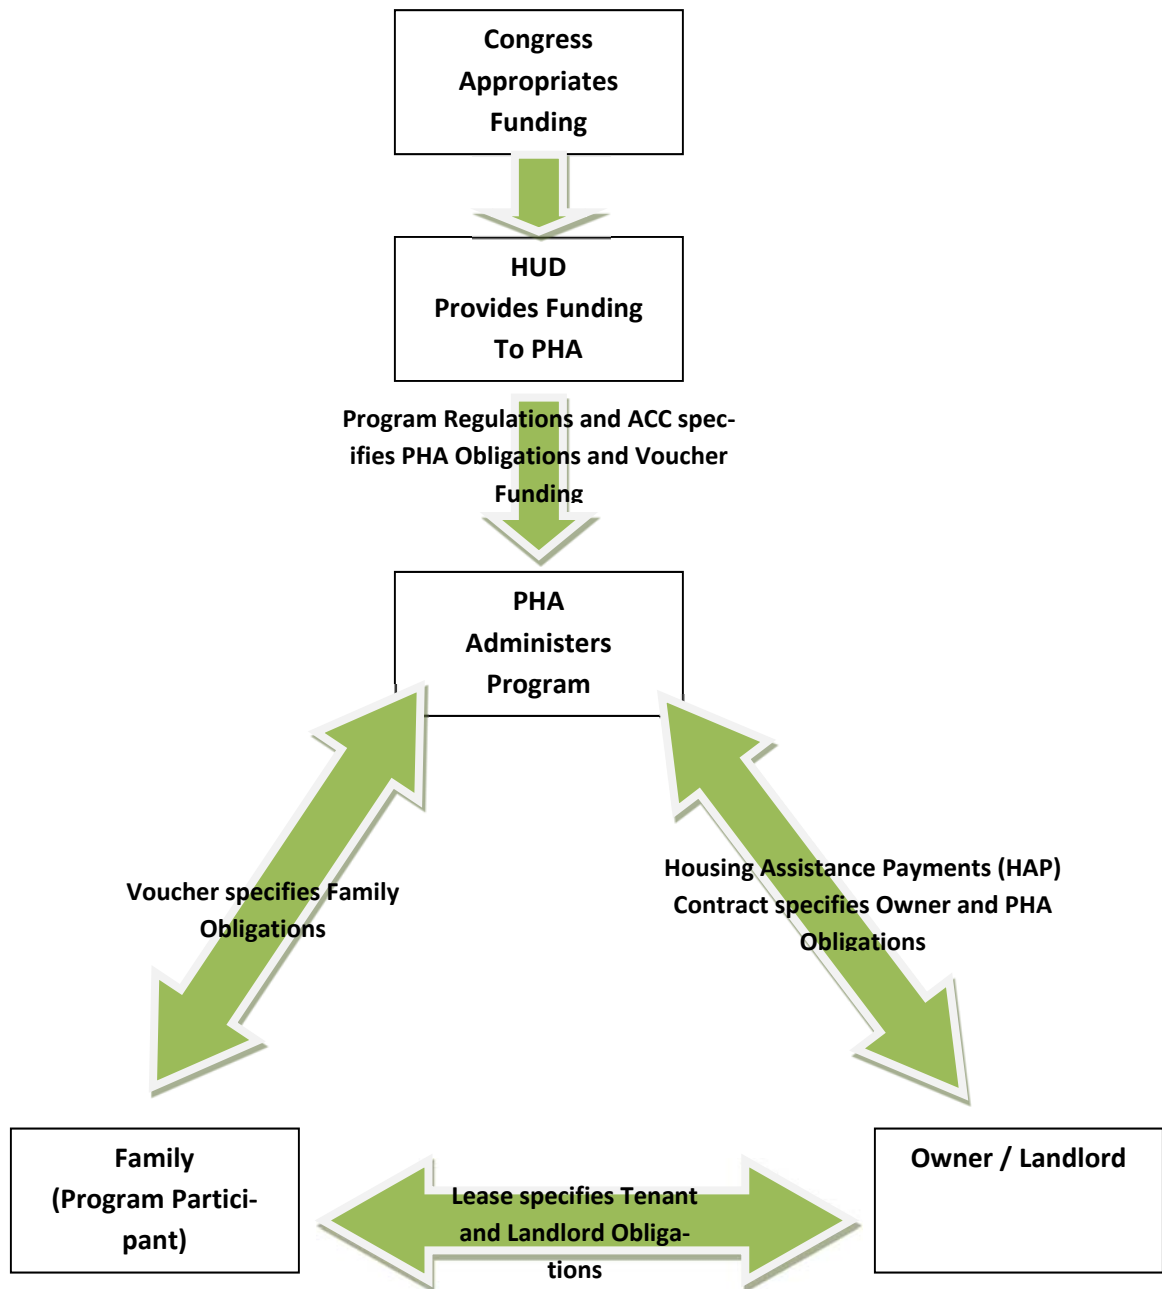 Congress
Appropriates
Funding
HUD
Provides Funding
To PHA
Program Regulations and ACC spec-
ifies PHA Obligations and Voucher
Funding
PHA
Administers
Program
Voucher specifies Family
Obligations
Housing Assistance Payments (HAP)
Contract specifies Owner and PHA
Obligations
Family
(Program Partici-
pant)
Lease specifies Tenant
and Landlord Obliga-
tions
Owner / Landlord